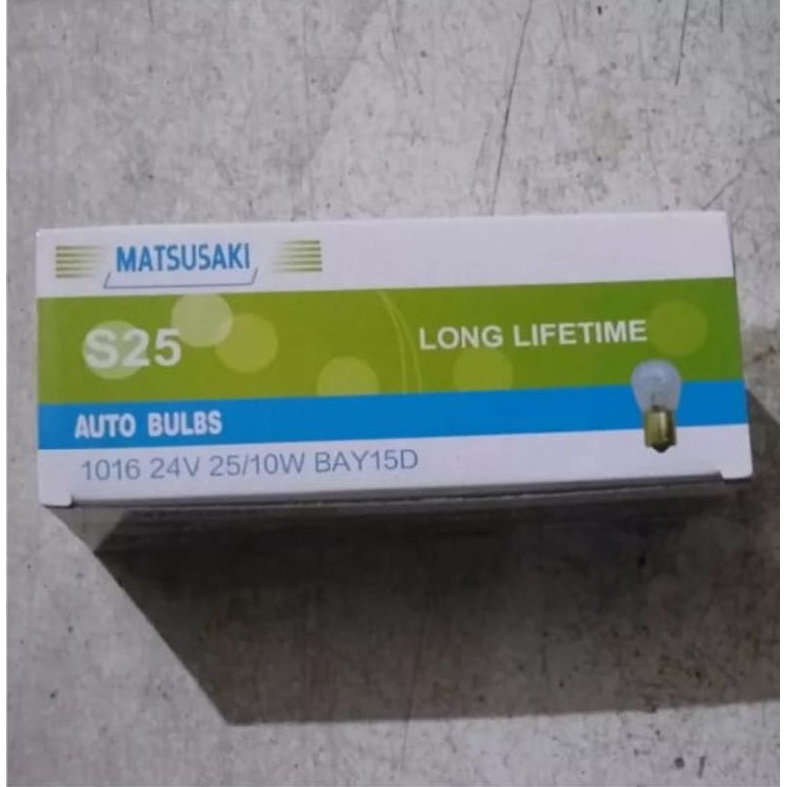 MATSUSAKI
S25
LONG LIFETIME
AUTO BULBS
1016 24V 25/10W BAY15D